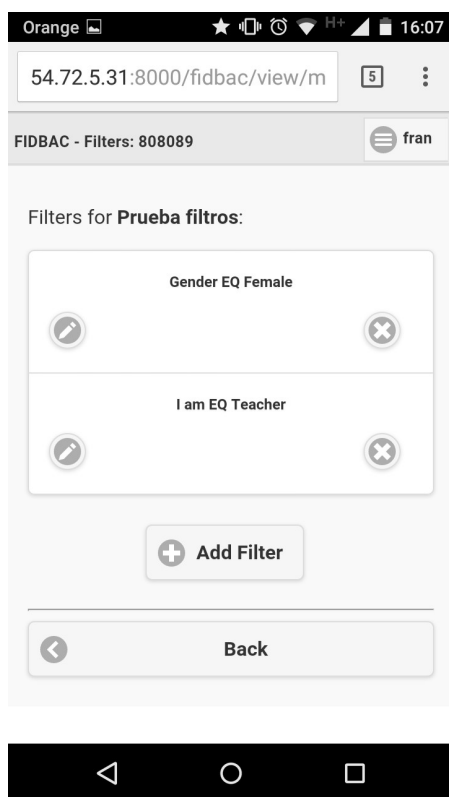 Orange H+ 16:07
54.72.5.31:8000/fidbac/view/m 5
FIDBAC - Filters: 808089 fran
Filters for Prueba filtros:
Gender EQ Female
I am EQ Teacher
Add Filter
Back